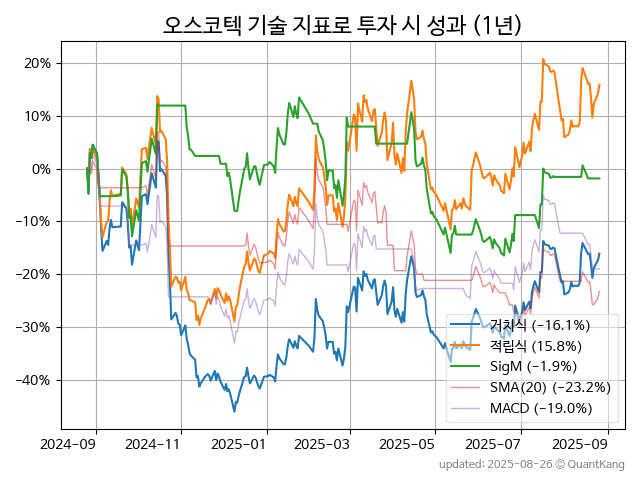 오스코텍 기술 지표로 투자 시 성과 (1년)
20%
10%
0%
−10%
−20%
−30%
−40%
거치식 (−16.1%)
적립식 (15.8%)
SigM (−1.9%)
SMA(20) (−23.2%)
MACD (−19.0%)
2024-09 2024-11 2025-01 2025-03 2025-05 2025-07 2025-09
updated: 2025-08-26 © QuantKang